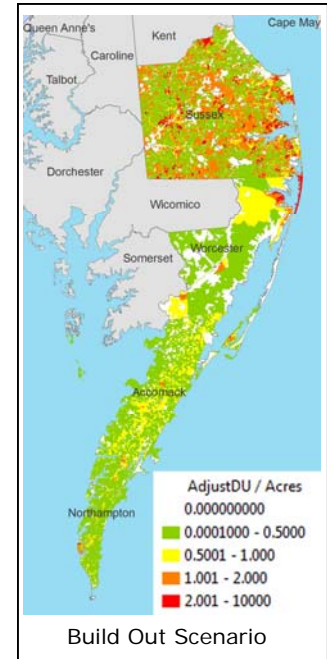 Cape May
Queen Anne's
Kent
Caroline
Talbot
Sussex
Dorchester
Wicomico
Worcester
Somerset
Accomack
Northampton
AdjustDU / Acres
0.000000000
0.0001000 - 0.5000
0.5001 - 1.000
1.001 - 2.000
2.001 - 10000
Build Out Scenario